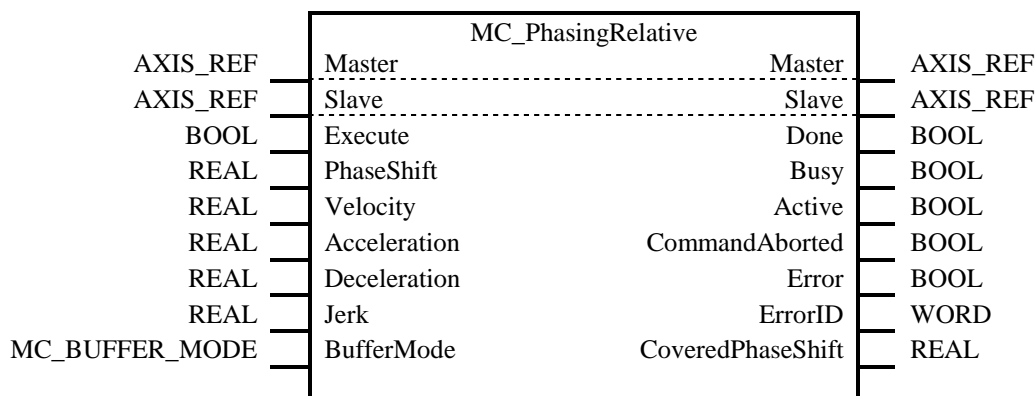 MC_PhasingRelative
AXIS_REF Master Master AXIS_REF
AXIS_REF Slave Slave AXIS_REF
BOOL Execute Done BOOL
REAL PhaseShift Busy BOOL
REAL Velocity Active BOOL
REAL Acceleration CommandAborted BOOL
REAL Deceleration Error BOOL
REAL Jerk ErrorID WORD
MC_BUFFER_MODE BufferMode CoveredPhaseShift REAL